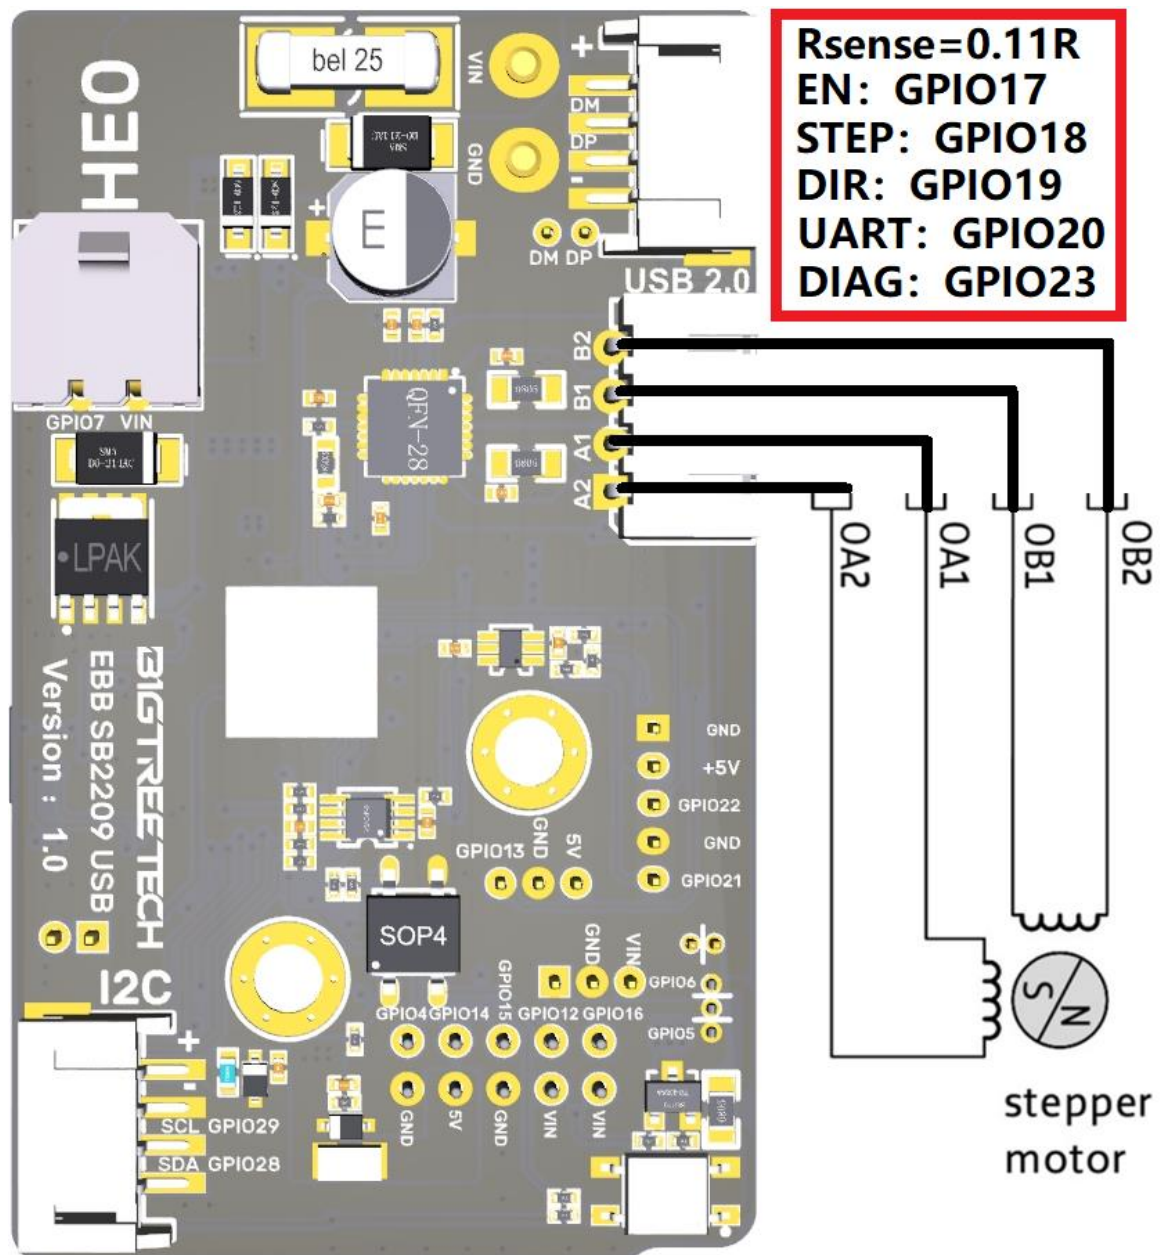 Rsense=0.11R
EN: GPIO17
STEP: GPIO18
DIR: GPIO19
UART: GPIO20
DIAG: GPIO23
bel 25
VIN
+
DM
DP
-
GND
HEO
+
E
DM DP
USB 2.0
B2
B1
A1
A2
GPIO7 VIN
QFN-28
LPAK
OA2
OA1
OB1
OB2
BIGTREETECH
EBB SB2209 USB
Version : 1.0
GND
+5V
GPIO22
GND
GPIO21
GPIO13
GND
5V
SOP4
GND
VIN
GPIO6
GPIO5
I2C
+
-
SCL GPIO29
SDA GPIO28
GPIO4
GPIO14
GPIO15
GPIO12
GPIO16
GND
5V
GND
VIN
VIN
N
S
stepper
motor